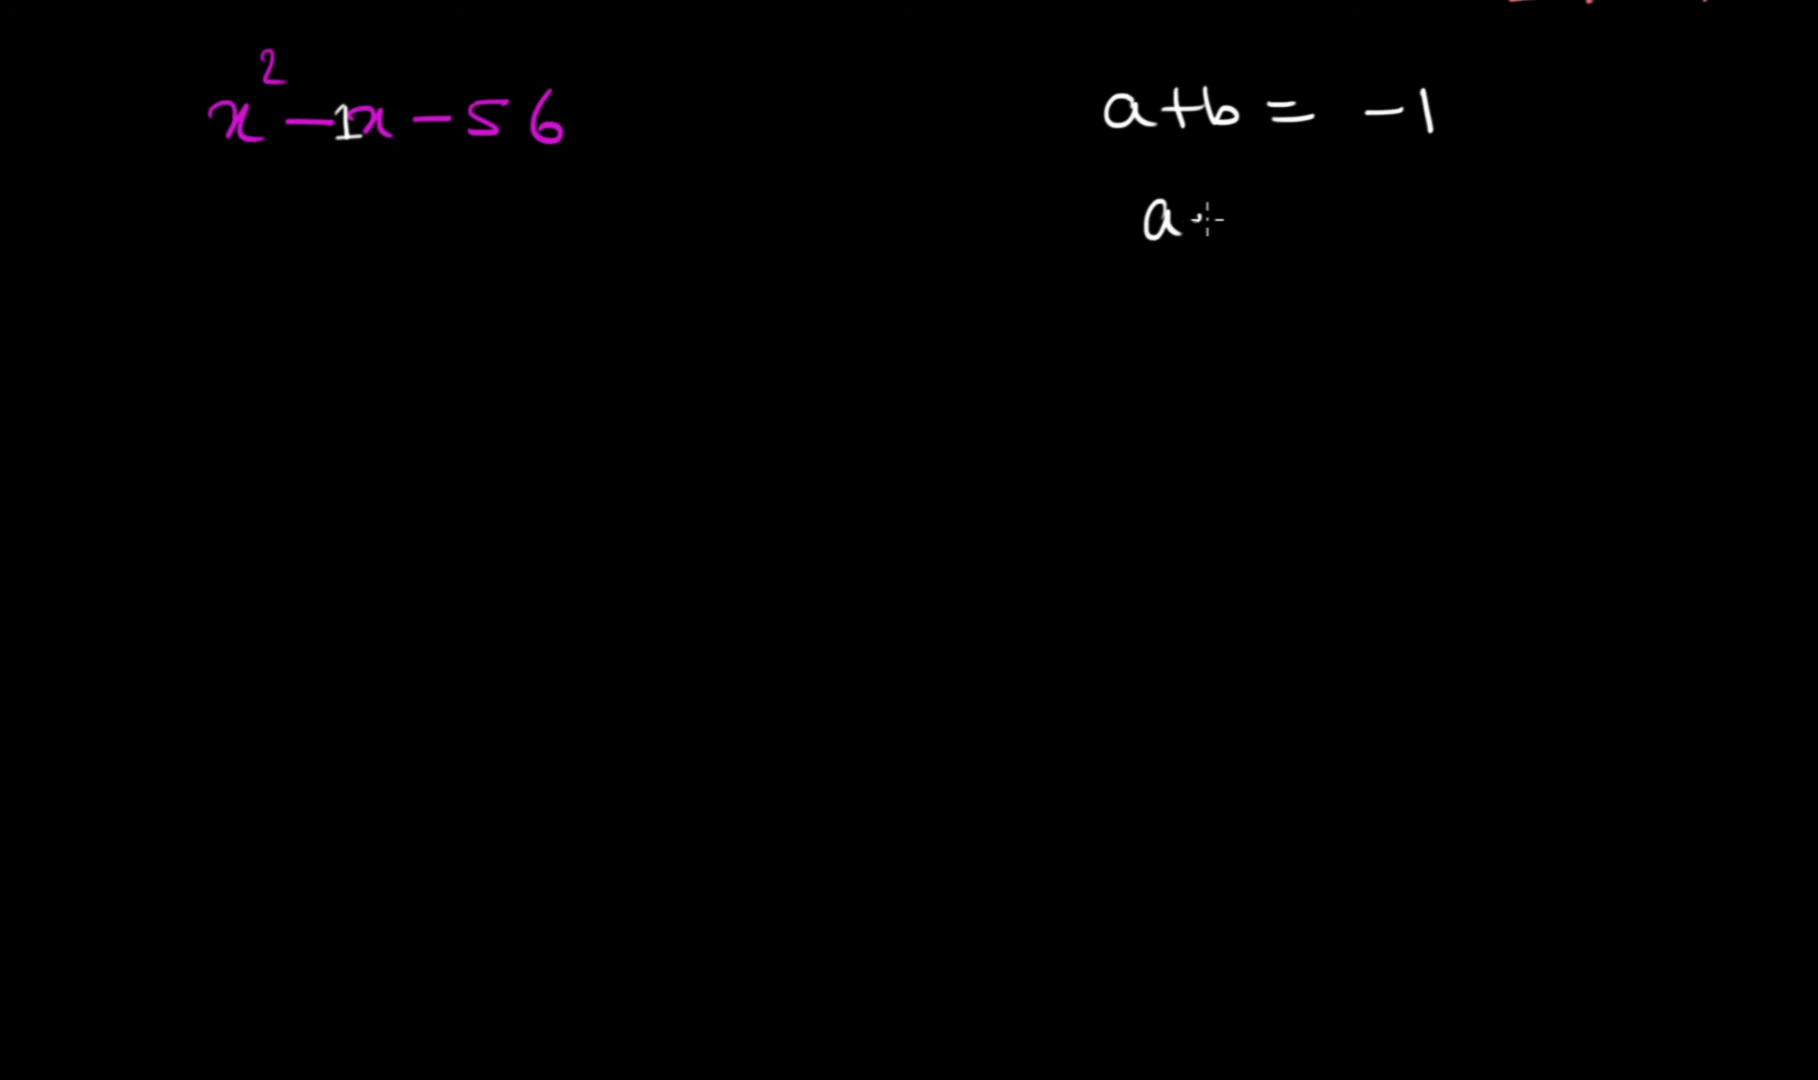 x² - 1x - 56
a + b = -1
a ·